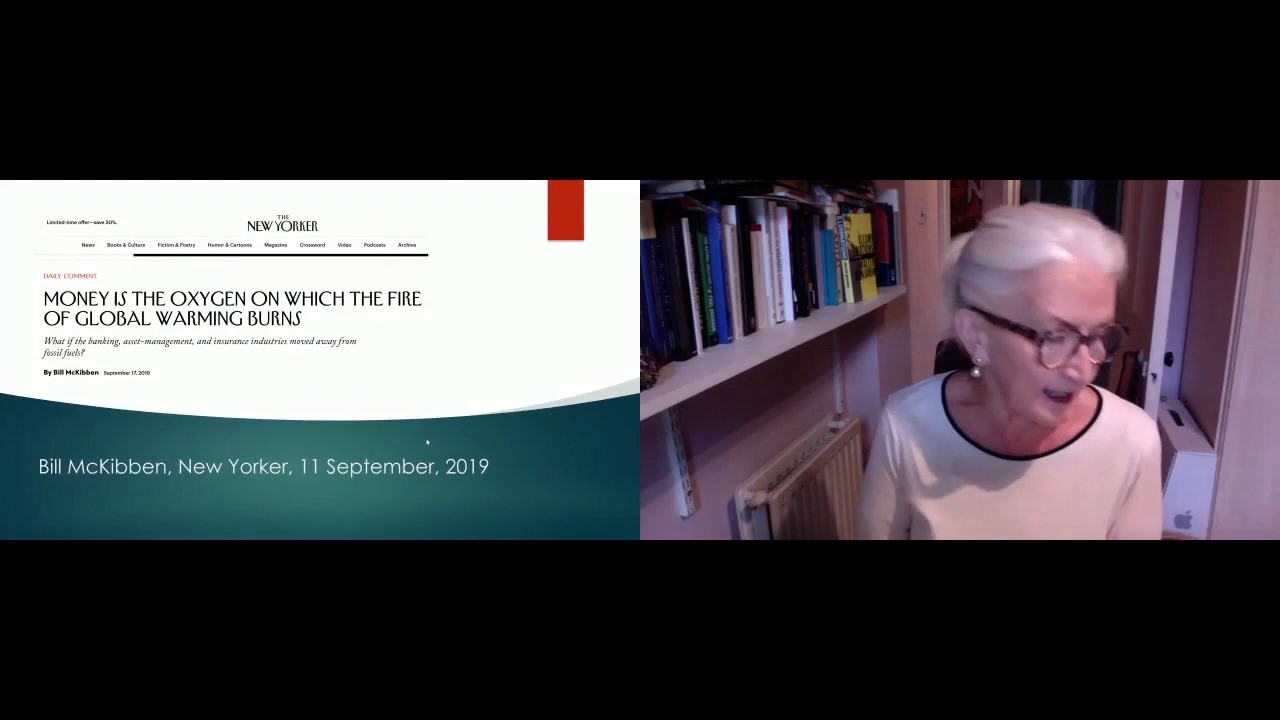 Limited-time offer—save 50%.
THE
NEW YORKER
News Books & Culture Fiction & Poetry Humor & Cartoons Magazine Crossword Video Podcasts Archive
DAILY COMMENT
MONEY IS THE OXYGEN ON WHICH THE FIRE
OF GLOBAL WARMING BURNS
What if the banking, asset-management, and insurance industries moved away from
fossil fuels?
By Bill McKibben September 17, 2019
Bill McKibben, New Yorker, 11 September, 2019